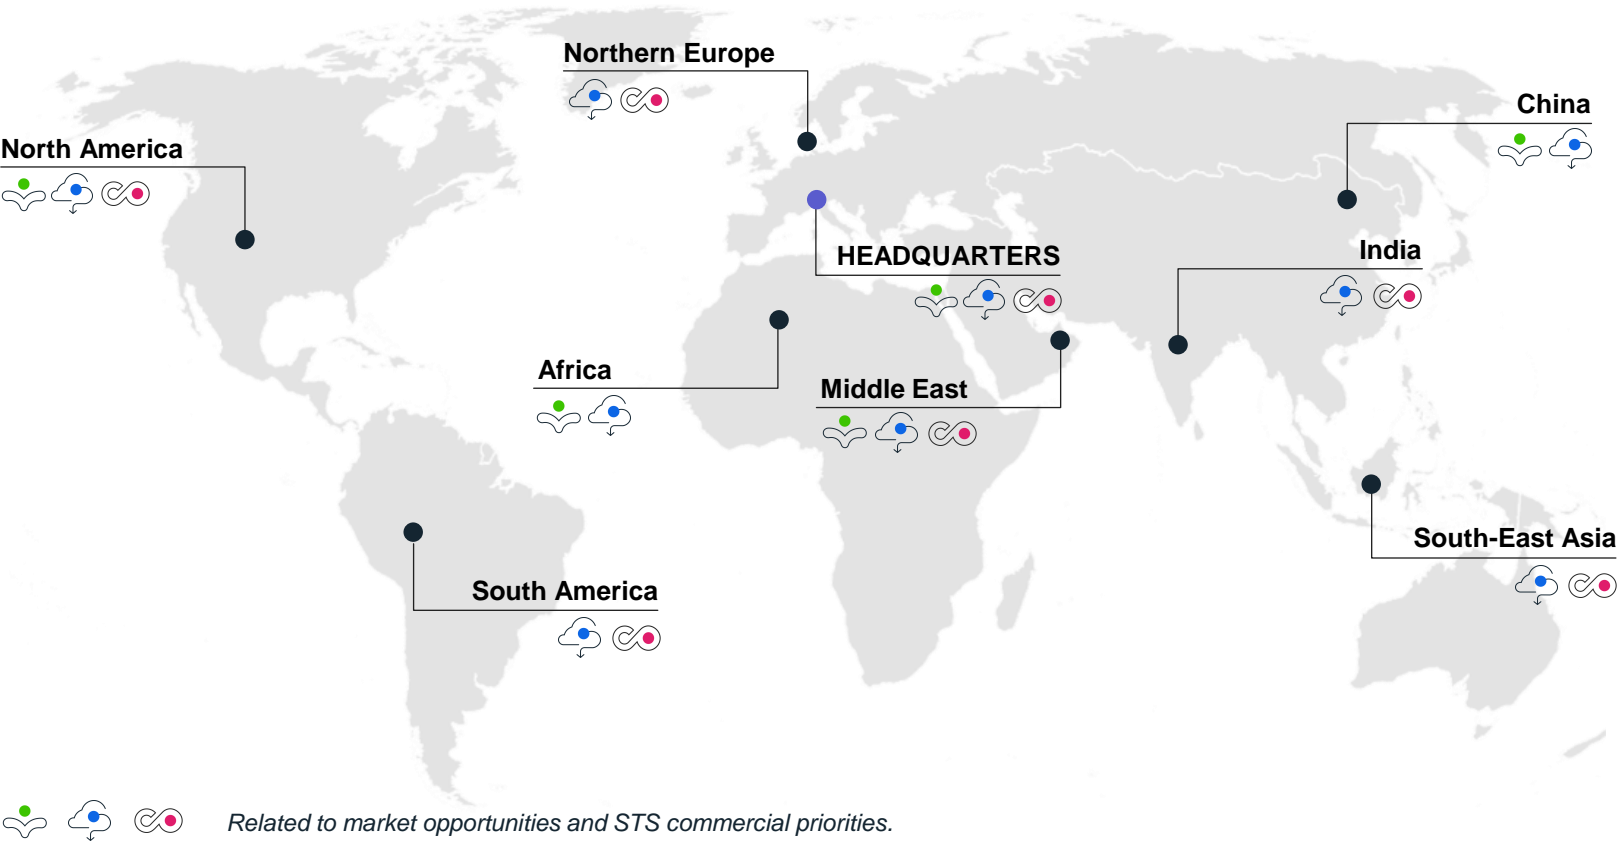 Northern Europe
China
North America
India
HEADQUARTERS
Africa
Middle East
South-East Asia
South America
Related to market opportunities and STS commercial priorities.